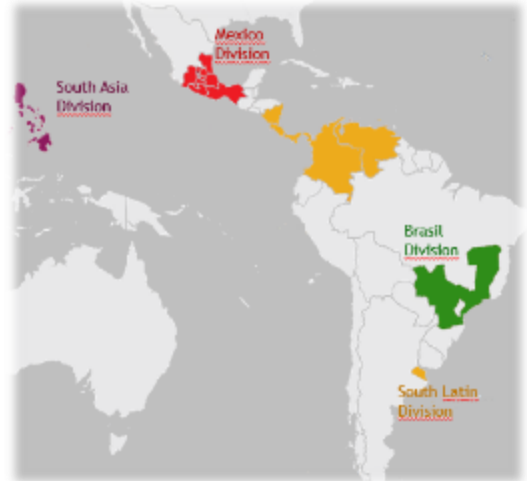 Mexico
Division
South Asia
Division
Brasil
Division
South Latin
Division